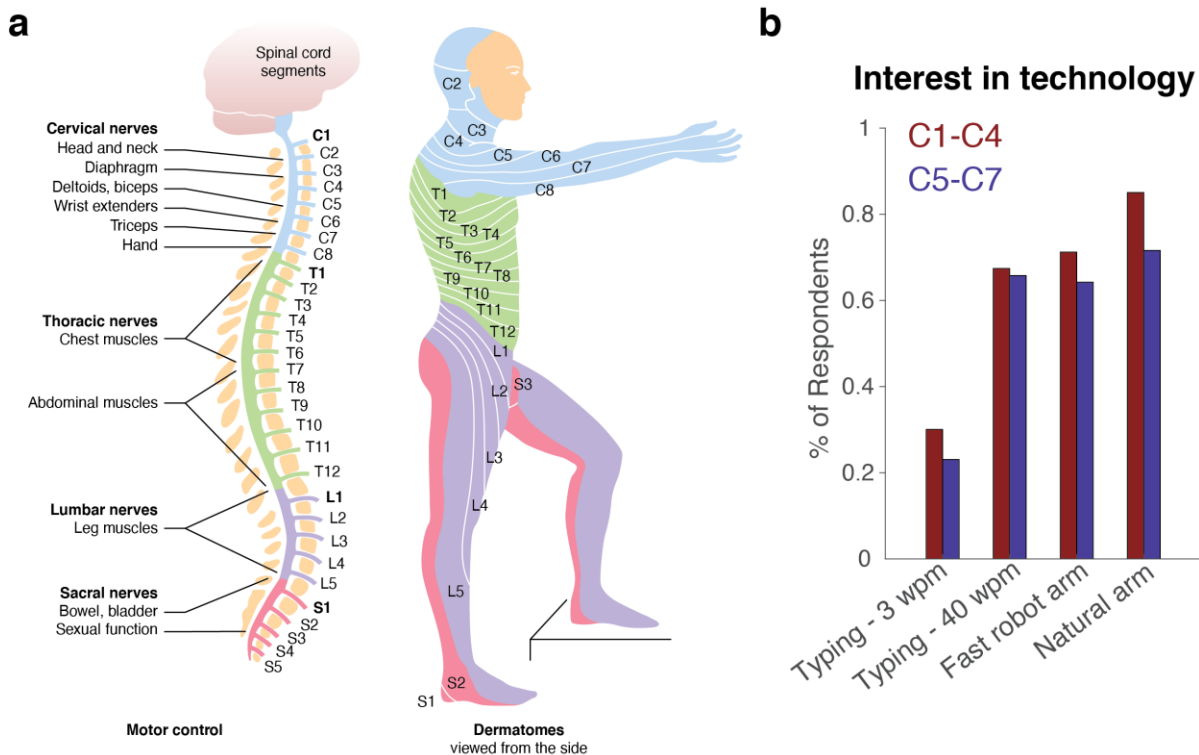 a
Spinal cord
segments
Cervical nerves
Head and neck
Diaphragm
Deltoids, biceps
Wrist extenders
Triceps
Hand
Thoracic nerves
Chest muscles
Abdominal muscles
Lumbar nerves
Leg muscles
Sacral nerves
Bowel, bladder
Sexual function
C1
C2
C3
C4
C5
C6
C7
C8
T1
T2
T3
T4
T5
T6
T7
T8
T9
T10
T11
T12
L1
L2
L3
L4
L5
S1
S2
S3
S4
S5
Motor control
C2
C3
C4
C5
C6
C7
C8
T1
T2
T3
T4
T5
T6
T7
T8
T9
T10
T11
T12
L1
L2
S3
L3
L4
L5
S2
S1
Dermatomes
viewed from the side
b
Interest in technology
C1-C4
C5-C7
% of Respondents
1
0.8
0.6
0.4
0.2
0
Typing - 3 wpm
Typing - 40 wpm
Fast robot arm
Natural arm